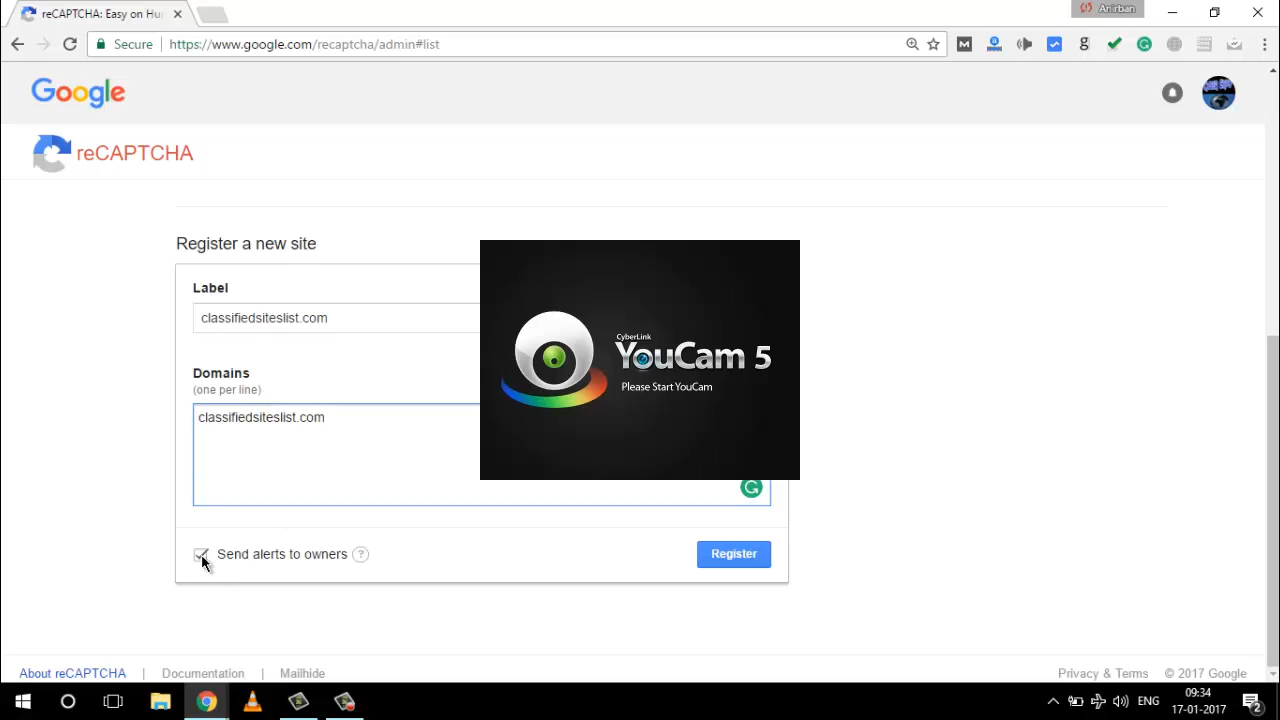 reCAPTCHA: Easy on Hu
Anirban
Secure
https://www.google.com/recaptcha/admin#list
Google
reCAPTCHA
Register a new site
Label
classifiedsiteslist.com
Domains
(one per line)
classifiedsiteslist.com
CyberLink
YouCam 5
Please Start YouCam
Send alerts to owners ?
Register
About reCAPTCHA | Documentation | Mailhide
Privacy & Terms © 2017 Google
ENG
09:34
17-01-2017
2